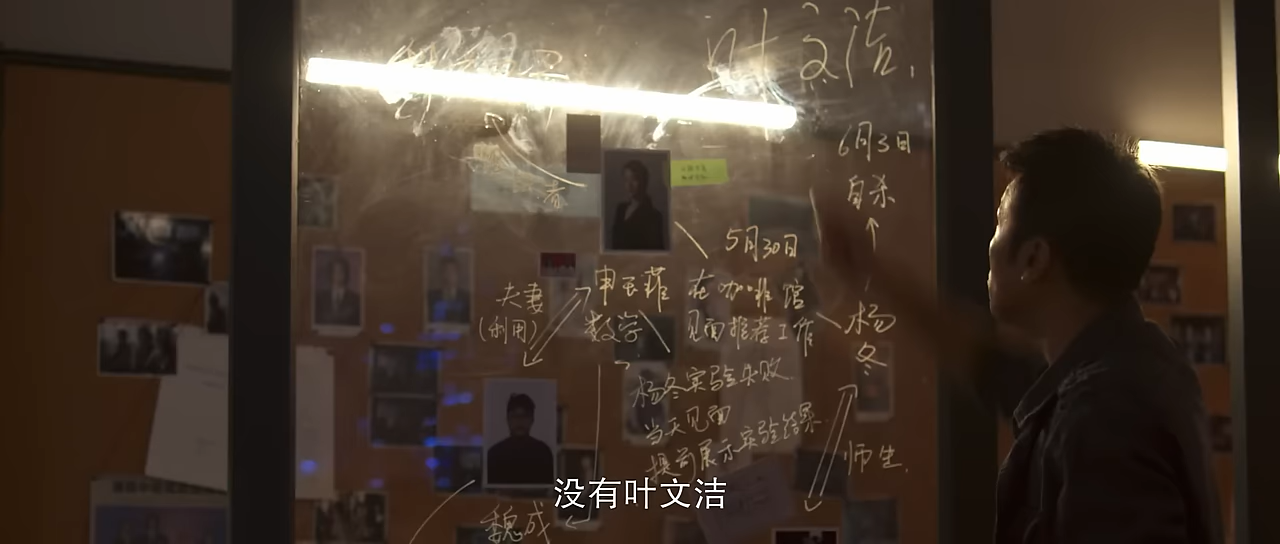 叶文洁
6月3日
自杀
5月30日
在咖啡馆
见面推荐工作
申玉菲
数学
夫妻
(利用)
杨
冬
杨冬实验失败
当天见面
提前展示实验结果
师生
魏成
没有叶文洁